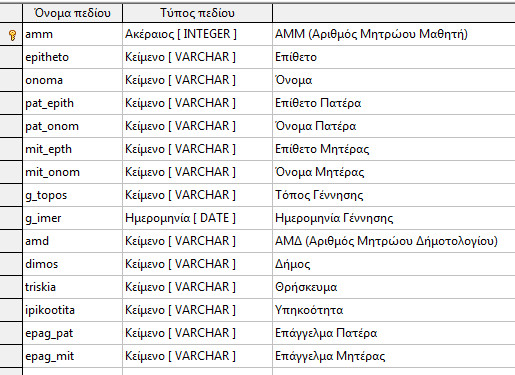 Όνομα πεδίου Τύπος πεδίου
amm Ακέραιος [ INTEGER ] ΑΜΜ (Αριθμός Μητρώου Μαθητή)
epitheto Κείμενο [ VARCHAR ] Επίθετο
onoma Κείμενο [ VARCHAR ] Όνομα
pat_epith Κείμενο [ VARCHAR ] Επίθετο Πατέρα
pat_onom Κείμενο [ VARCHAR ] Όνομα Πατέρα
mit_epth Κείμενο [ VARCHAR ] Επίθετο Μητέρας
mit_onom Κείμενο [ VARCHAR ] Όνομα Μητέρας
g_topos Κείμενο [ VARCHAR ] Τόπος Γέννησης
g_imer Ημερομηνία [ DATE ] Ημερομηνία Γέννησης
amd Κείμενο [ VARCHAR ] ΑΜΔ (Αριθμός Μητρώου Δήμοτολογίου)
dimos Κείμενο [ VARCHAR ] Δήμος
triskia Κείμενο [ VARCHAR ] Θρήσκευμα
ipikootita Κείμενο [ VARCHAR ] Υπηκοότητα
epag_pat Κείμενο [ VARCHAR ] Επάγγελμα Πατέρα
epag_mit Κείμενο [ VARCHAR ] Επάγγελμα Μητέρας